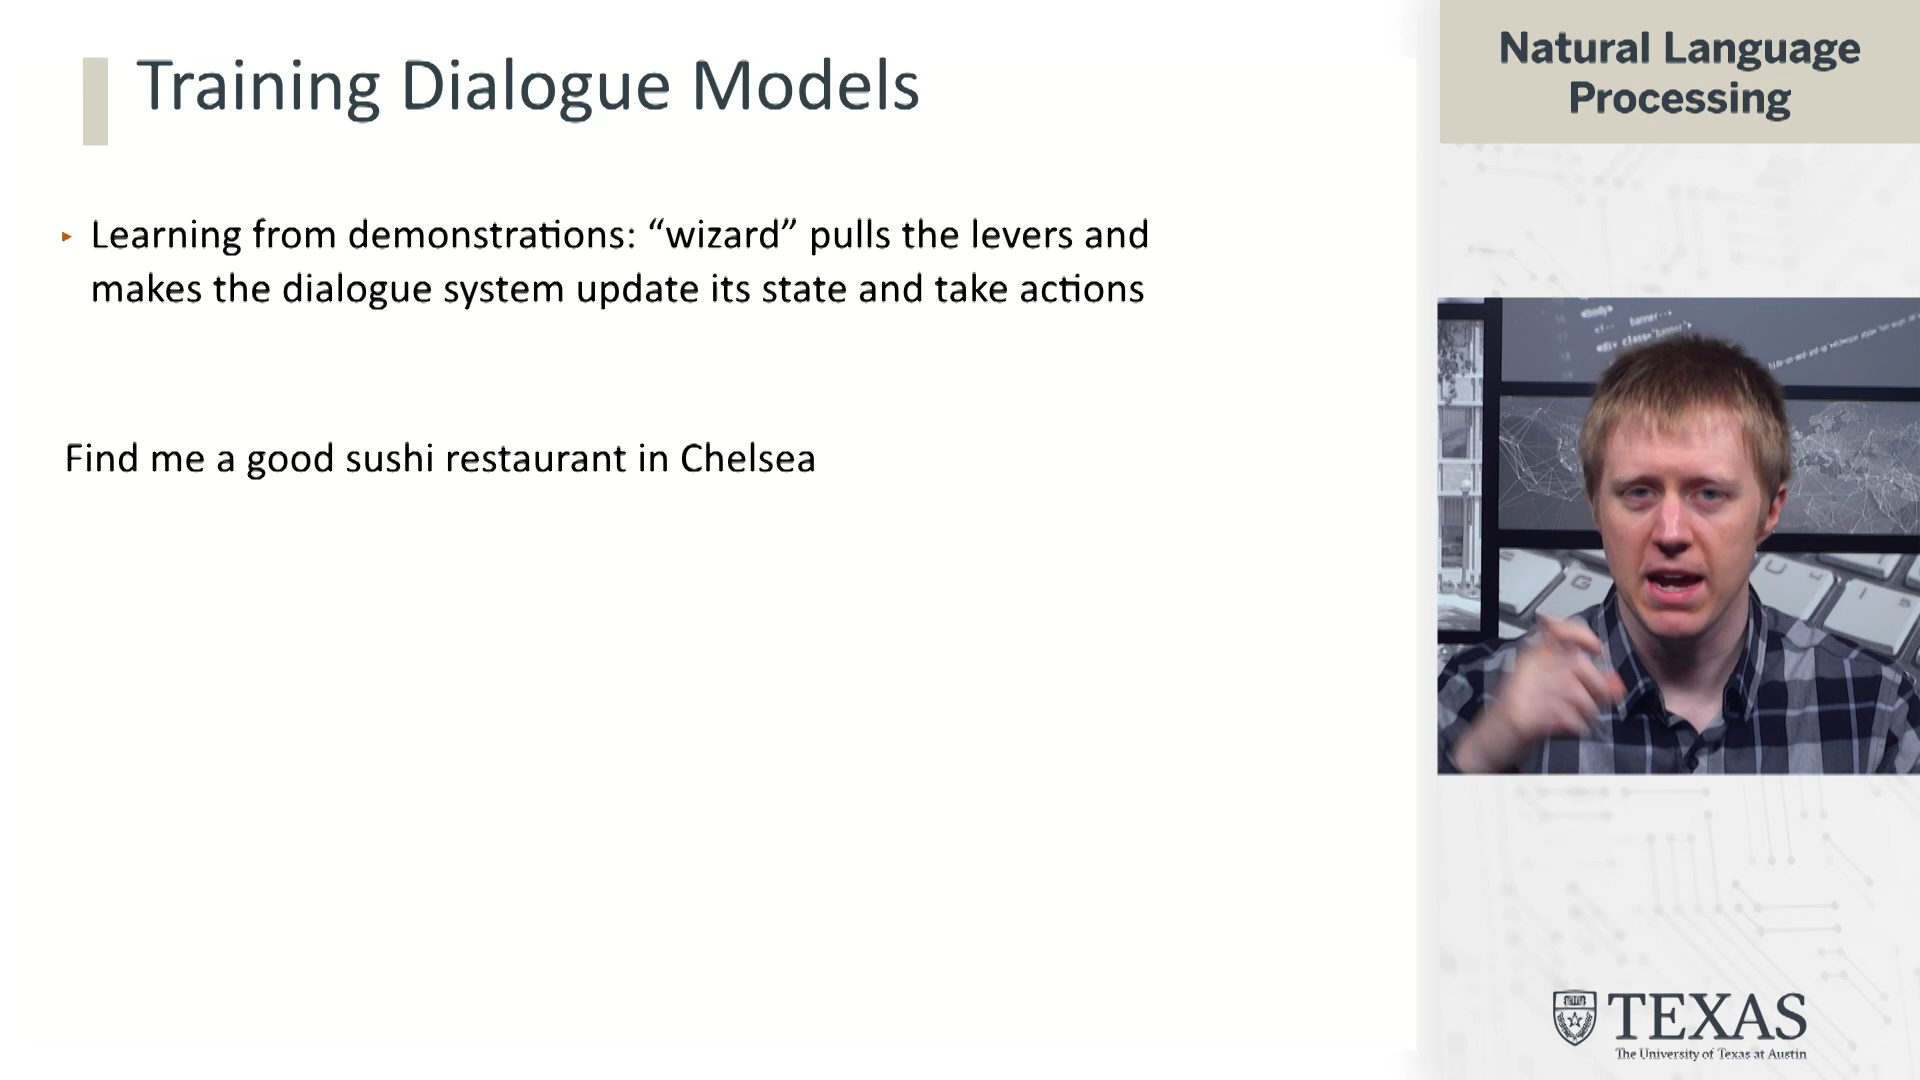 Training Dialogue Models
Natural Language
Processing
▸ Learning from demonstrations: “wizard” pulls the levers and
makes the dialogue system update its state and take actions
Find me a good sushi restaurant in Chelsea
TEXAS
The University of Texas at Austin